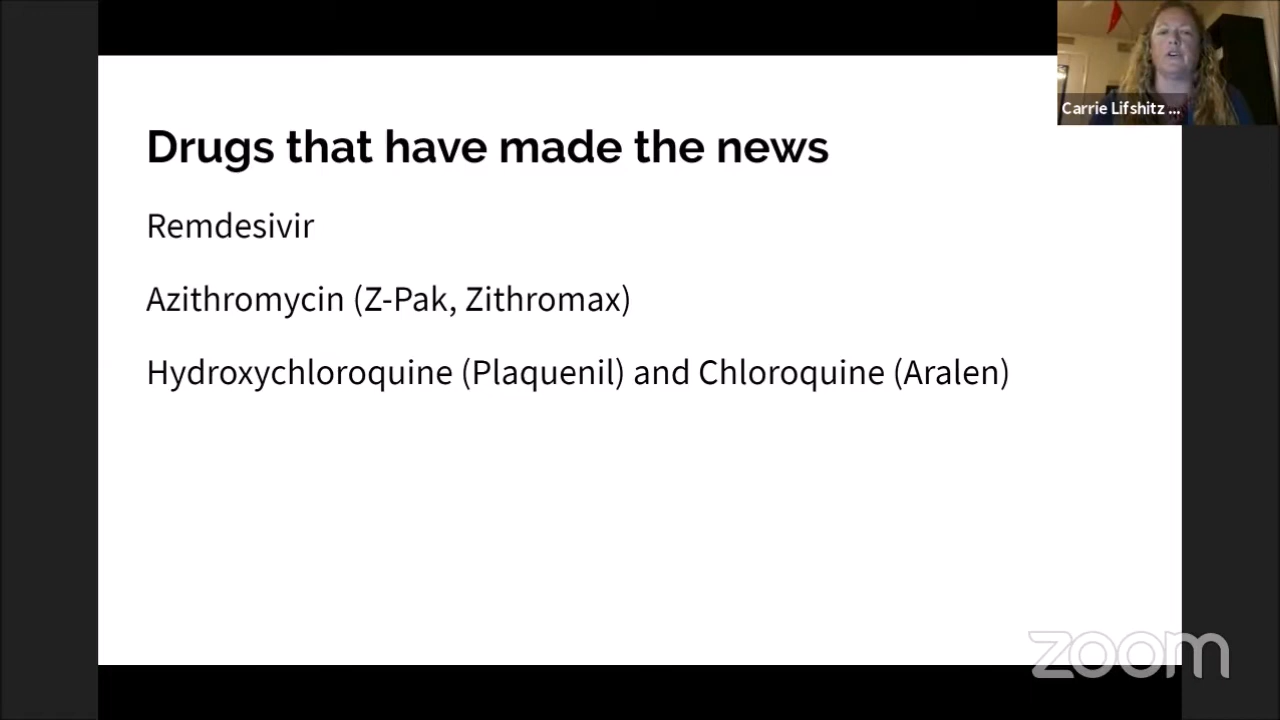 Drugs that have made the news
Remdesivir
Azithromycin (Z-Pak, Zithromax)
Hydroxychloroquine (Plaquenil) and Chloroquine (Aralen)
Carrie Lifshitz ...
zoom